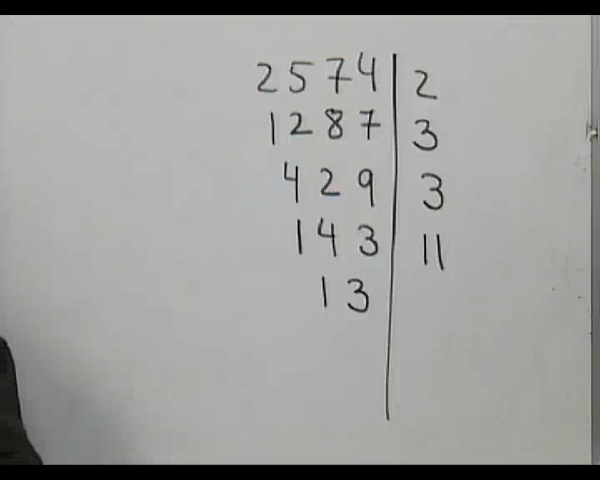 2574 | 2
1287 | 3
429 | 3
143 | 11
13 |